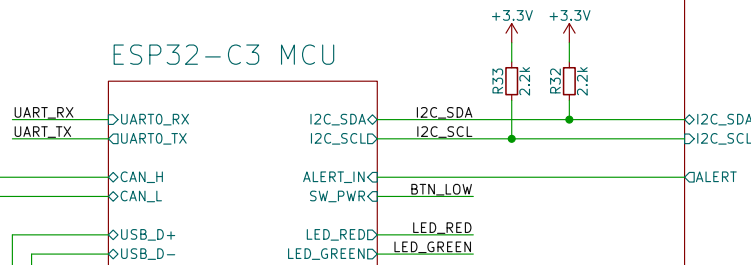 +3.3V +3.3V
ESP32-C3 MCU
R33 2.2k R32 2.2k
UART_RX UART0_RX I2C_SDA I2C_SDA I2C_SDA
UART_TX UART0_TX I2C_SCL I2C_SCL I2C_SCL
CAN_H ALERT_IN ALERT
CAN_L SW_PWR BTN_LOW
USB_D+ LED_RED LED_RED
USB_D- LED_GREEN LED_GREEN